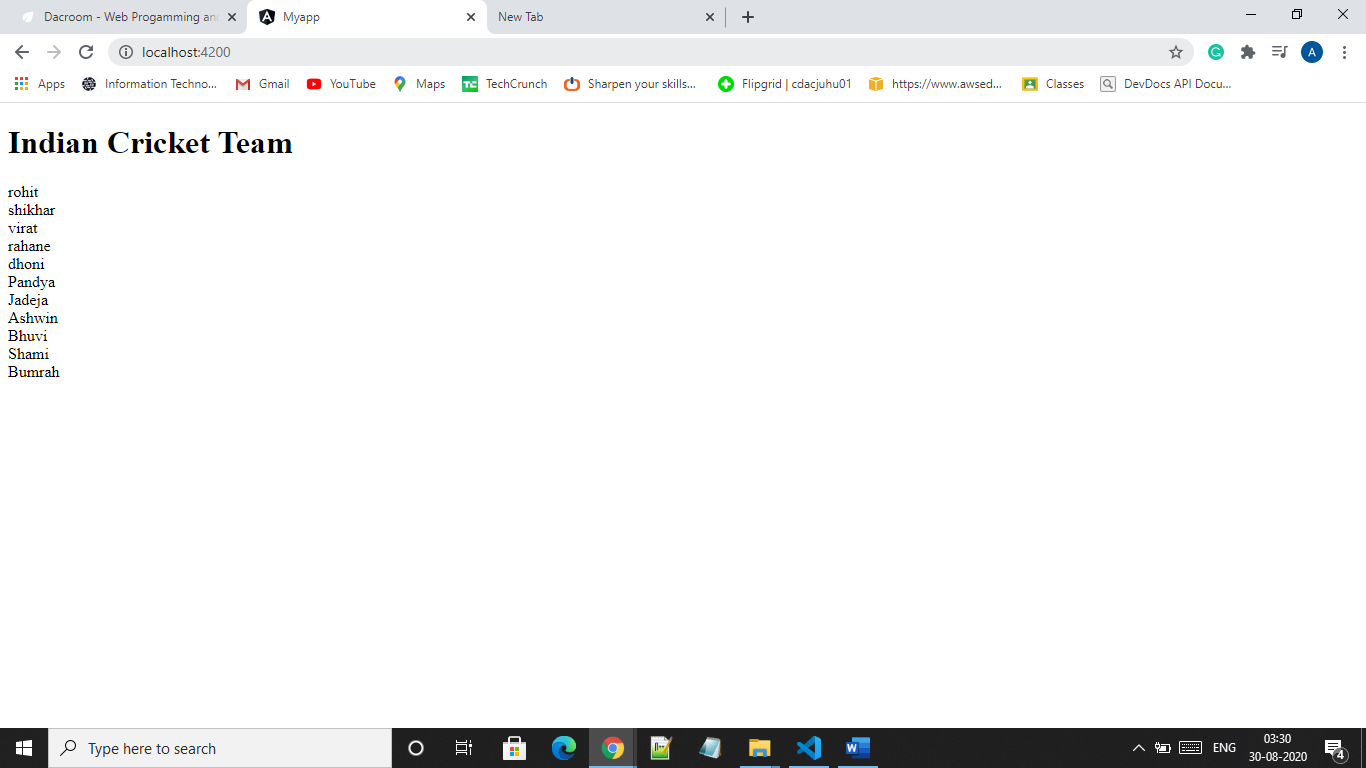 Dacroom - Web Progamming an
Myapp
New Tab
localhost:4200
A
Apps
Information Techno...
Gmail
YouTube
Maps
TC
TechCrunch
Sharpen your skills...
Flipgrid | cdacjuhu01
https://www.awsed...
Classes
DevDocs API Docu...
Indian Cricket Team
rohit
shikhar
virat
rahane
dhoni
Pandya
Jadeja
Ashwin
Bhuvi
Shami
Bumrah
Type here to search
ENG
03:30
30-08-2020
4